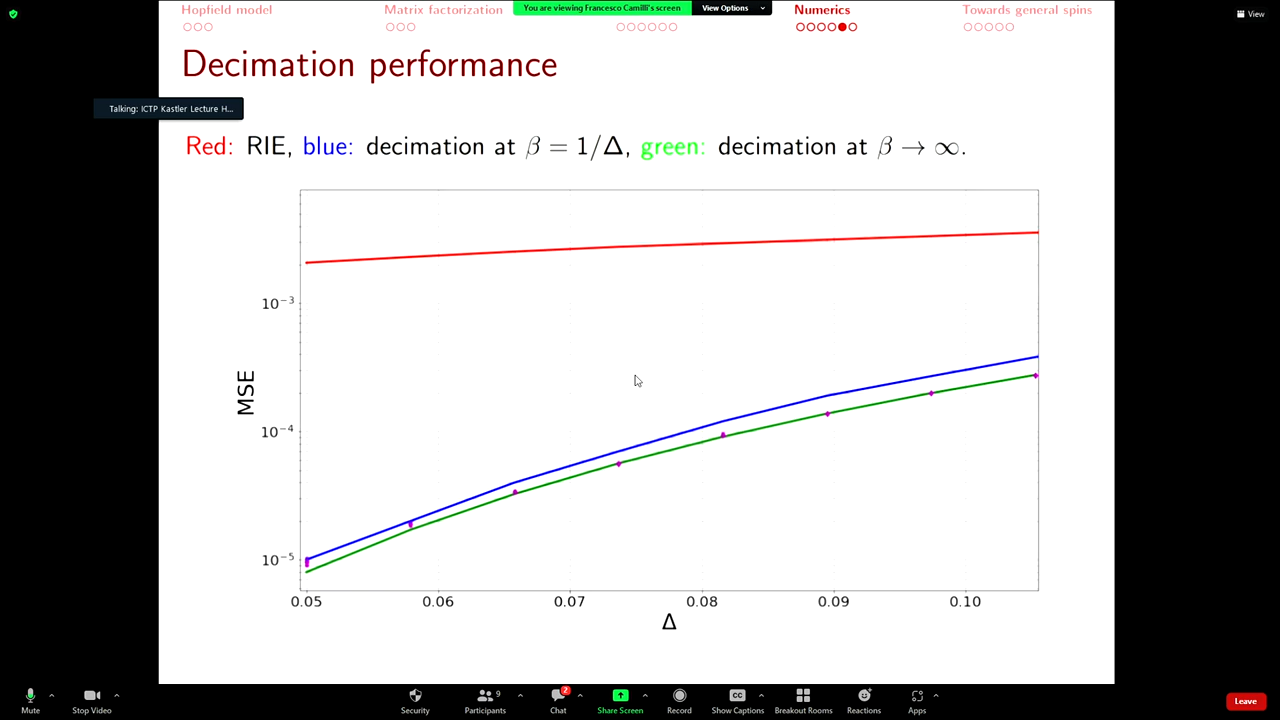 Hopfield model
Matrix factorization
You are viewing Francesco Camilli's screen
View Options
Numerics
Towards general spins
View
Decimation performance
Talking: ICTP Kastler Lecture H...
Red: RIE, blue: decimation at β = 1/Δ, green: decimation at β → ∞.
10⁻³
10⁻⁴
10⁻⁵
MSE
0.05 0.06 0.07 0.08 0.09 0.10
Δ
Mute
Stop Video
Security
Participants 9
Chat 2
Share Screen
Record
CC Show Captions
Breakout Rooms
Reactions
Apps
Leave